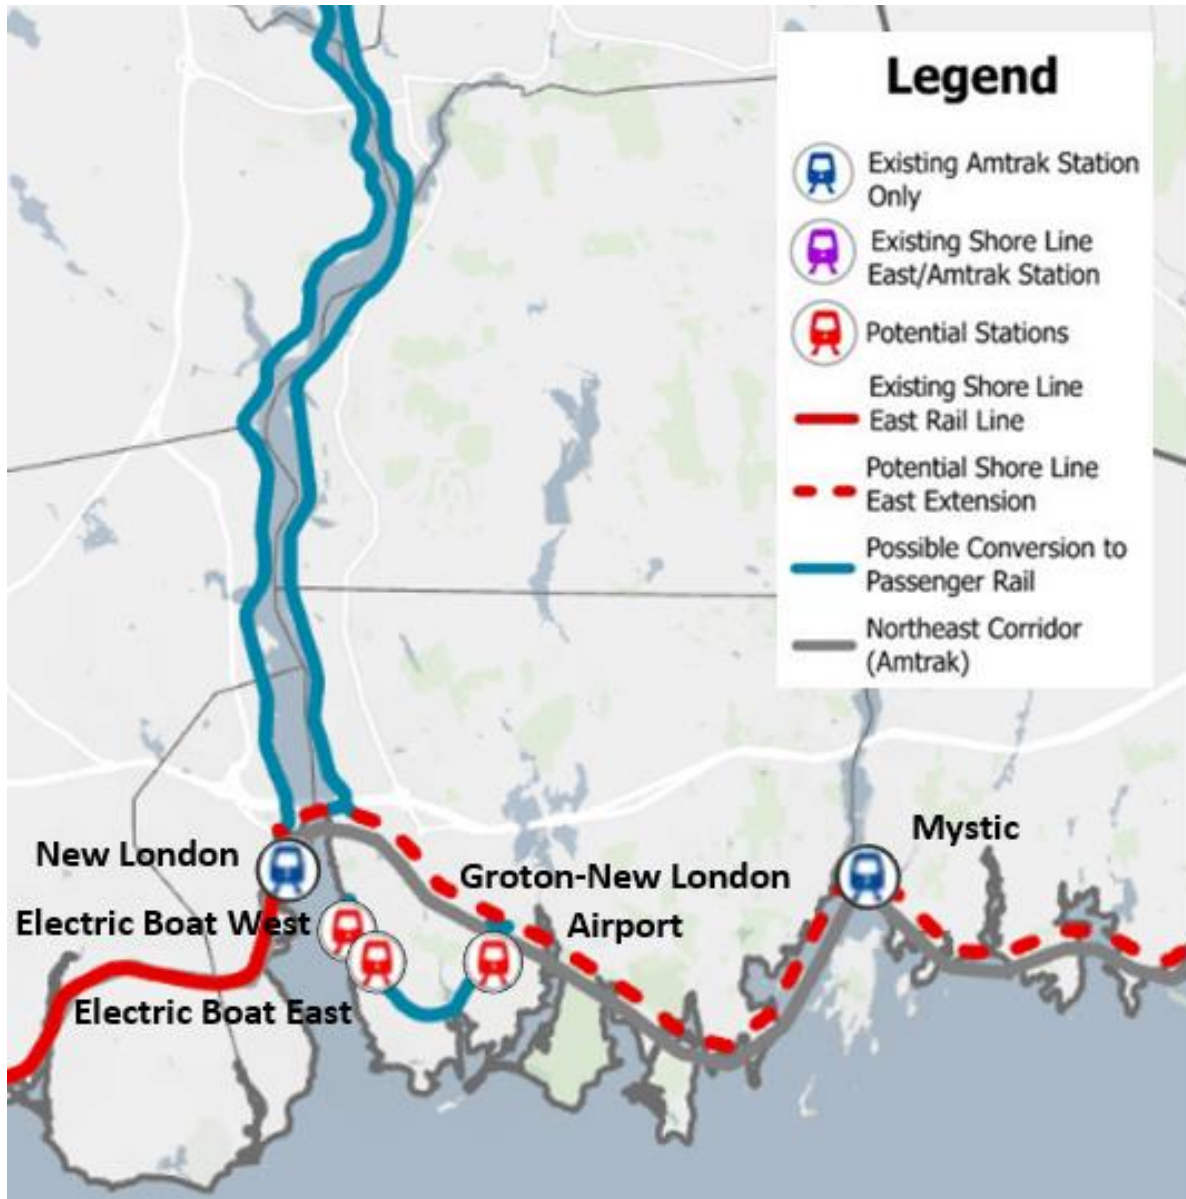 Legend
Existing Amtrak Station
Only
Existing Shore Line
East/Amtrak Station
Potential Stations
Existing Shore Line
East Rail Line
Potential Shore Line
East Extension
Possible Conversion to
Passenger Rail
Northeast Corridor
(Amtrak)
Mystic
New London
Groton-New London
Airport
Electric Boat West
Electric Boat East